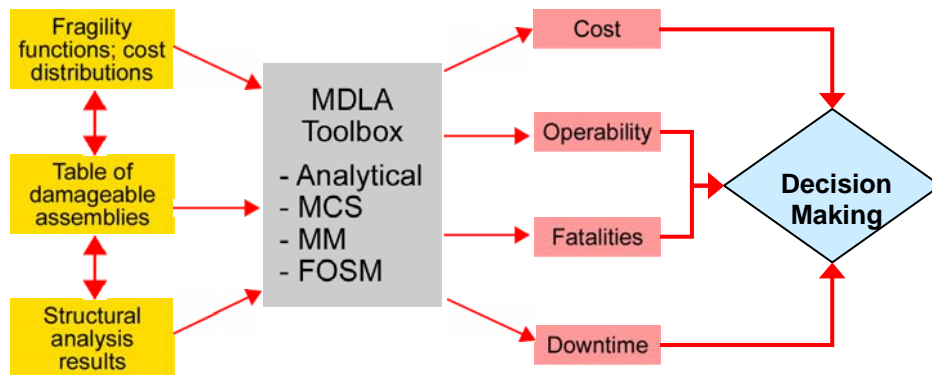 Fragility
functions; cost
distributions
Table of
damageable
assemblies
Structural
analysis
results
MDLA
Toolbox
- Analytical
- MCS
- MM
- FOSM
Cost
Operability
Fatalities
Downtime
Decision
Making